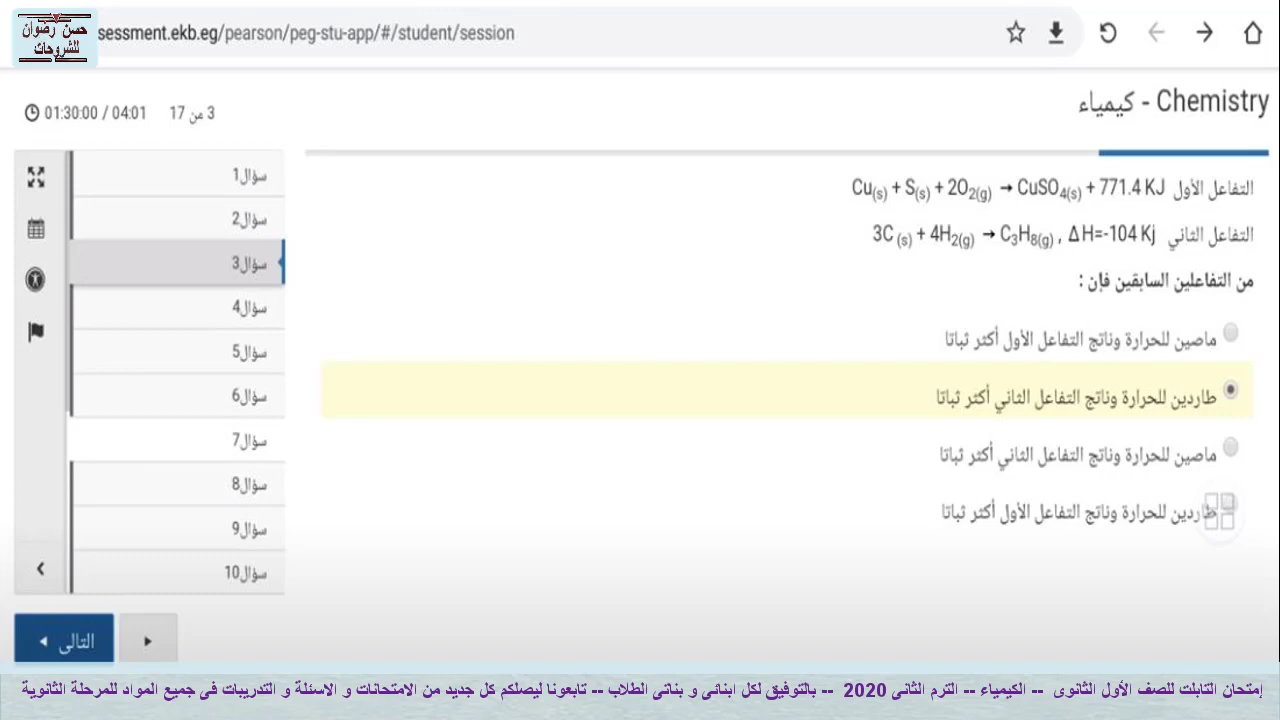 حسن رضوان
للشروحات
sessment.ekb.eg/pearson/peg-stu-app/#/student/session
Chemistry - كيمياء
3 من 17
01:30:00 / 04:01
سؤال1
سؤال2
سؤال3
سؤال4
سؤال5
سؤال6
سؤال7
سؤال8
سؤال9
سؤال10
التفاعل الأول Cu(s) + S(s) + 2O2(g) → CuSO4(s) + 771.4 KJ
التفاعل الثاني 3C (s) + 4H2(g) → C3H8(g) , ΔH=-104 Kj
من التفاعلين السابقين فإن :
ماصين للحرارة وناتج التفاعل الأول أكثر ثباتا
طاردين للحرارة وناتج التفاعل الثاني أكثر ثباتا
ماصين للحرارة وناتج التفاعل الثاني أكثر ثباتا
طاردين للحرارة وناتج التفاعل الأول أكثر ثباتا
التالى
إمتحان التابلت للصف الأول الثانوى -- الكيمياء -- الترم الثانى 2020 -- بالتوفيق لكل ابنائى و بناتى الطلاب -- تابعونا ليصلكم كل جديد من الامتحانات و الاسئلة و التدريبات فى جميع المواد للمرحلة الثانوية